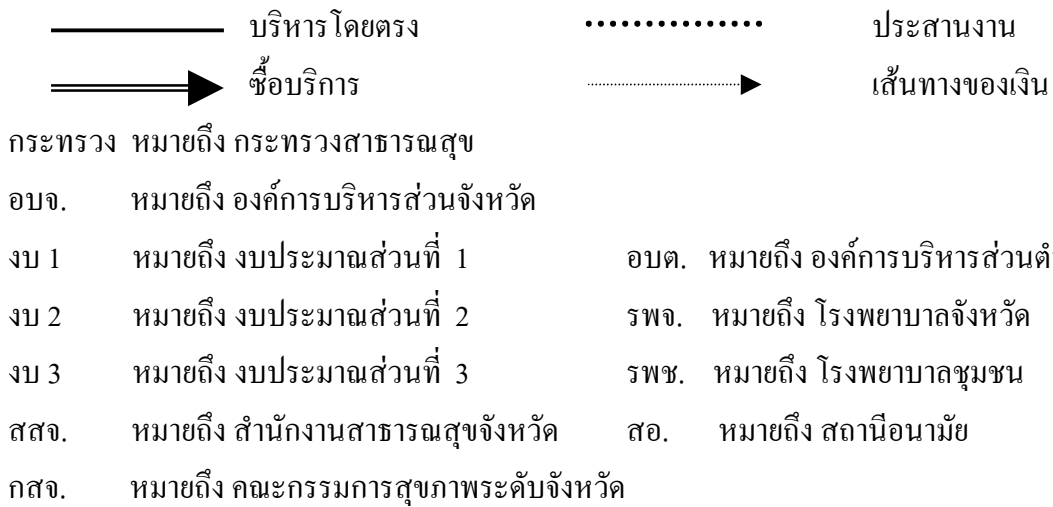 บริหารโดยตรง ประสานงาน
ซื้อบริการ เส้นทางของเงิน
กระทรวง หมายถึง กระทรวงสาธารณสุข
อบจ. หมายถึง องค์การบริหารส่วนจังหวัด
งบ 1 หมายถึง งบประมาณส่วนที่ 1 อบต. หมายถึง
งบ 2 หมายถึง งบประมาณส่วนที่ 2 รพจ. หมายถึง โรงพยาบาลจังหวัด
งบ 3 หมายถึง งบประมาณส่วนที่ 3 รพช. หมายถึง โรงพยาบาลชุมชน
สสจ. หมายถึง สำนักงานสาธารณสุขจังหวัด สอ. หมายถึง สถานีอนามัย
กสจ. หมายถึง คณะกรรมการสุขภาพระดับจังหวัด